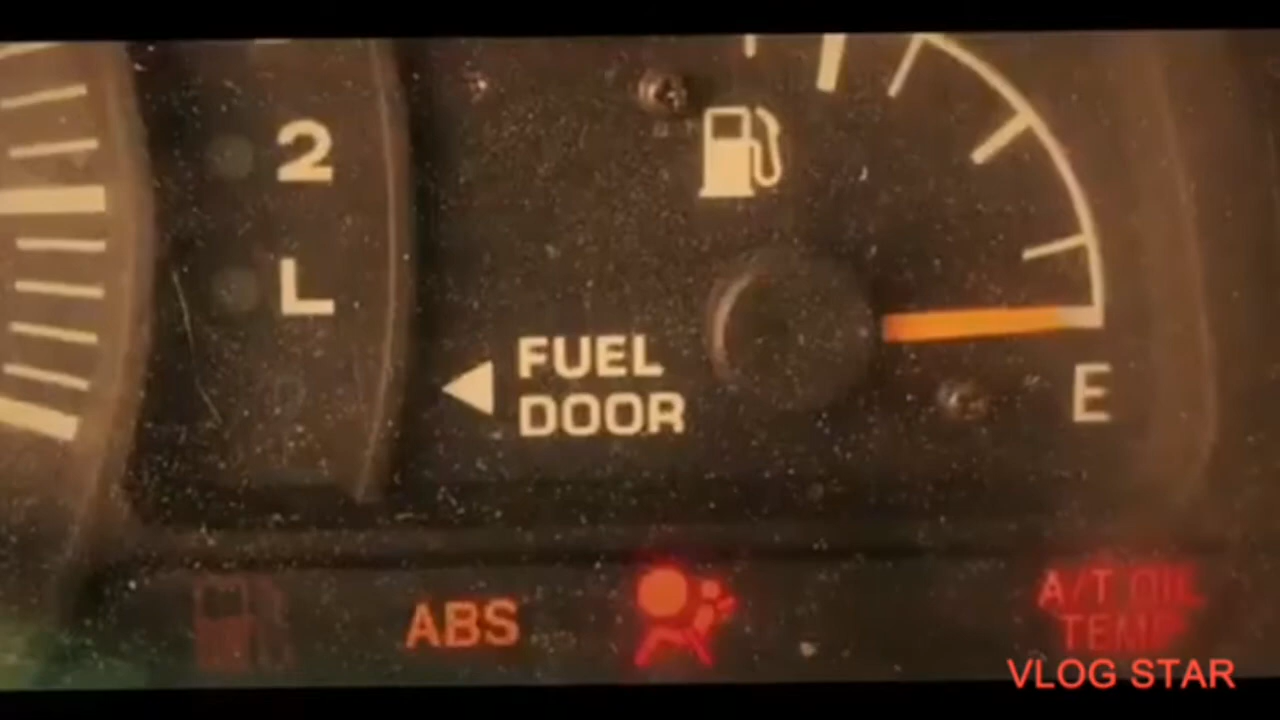 2
L
FUEL
DOOR
E
ABS
A/T OIL
TEMP
VLOG STAR